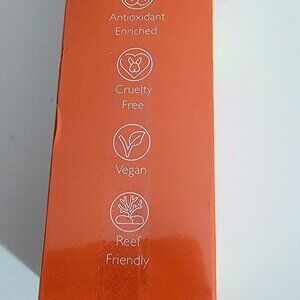 Antioxidant
Enriched
Cruelty
Free
Vegan
Reef
Friendly